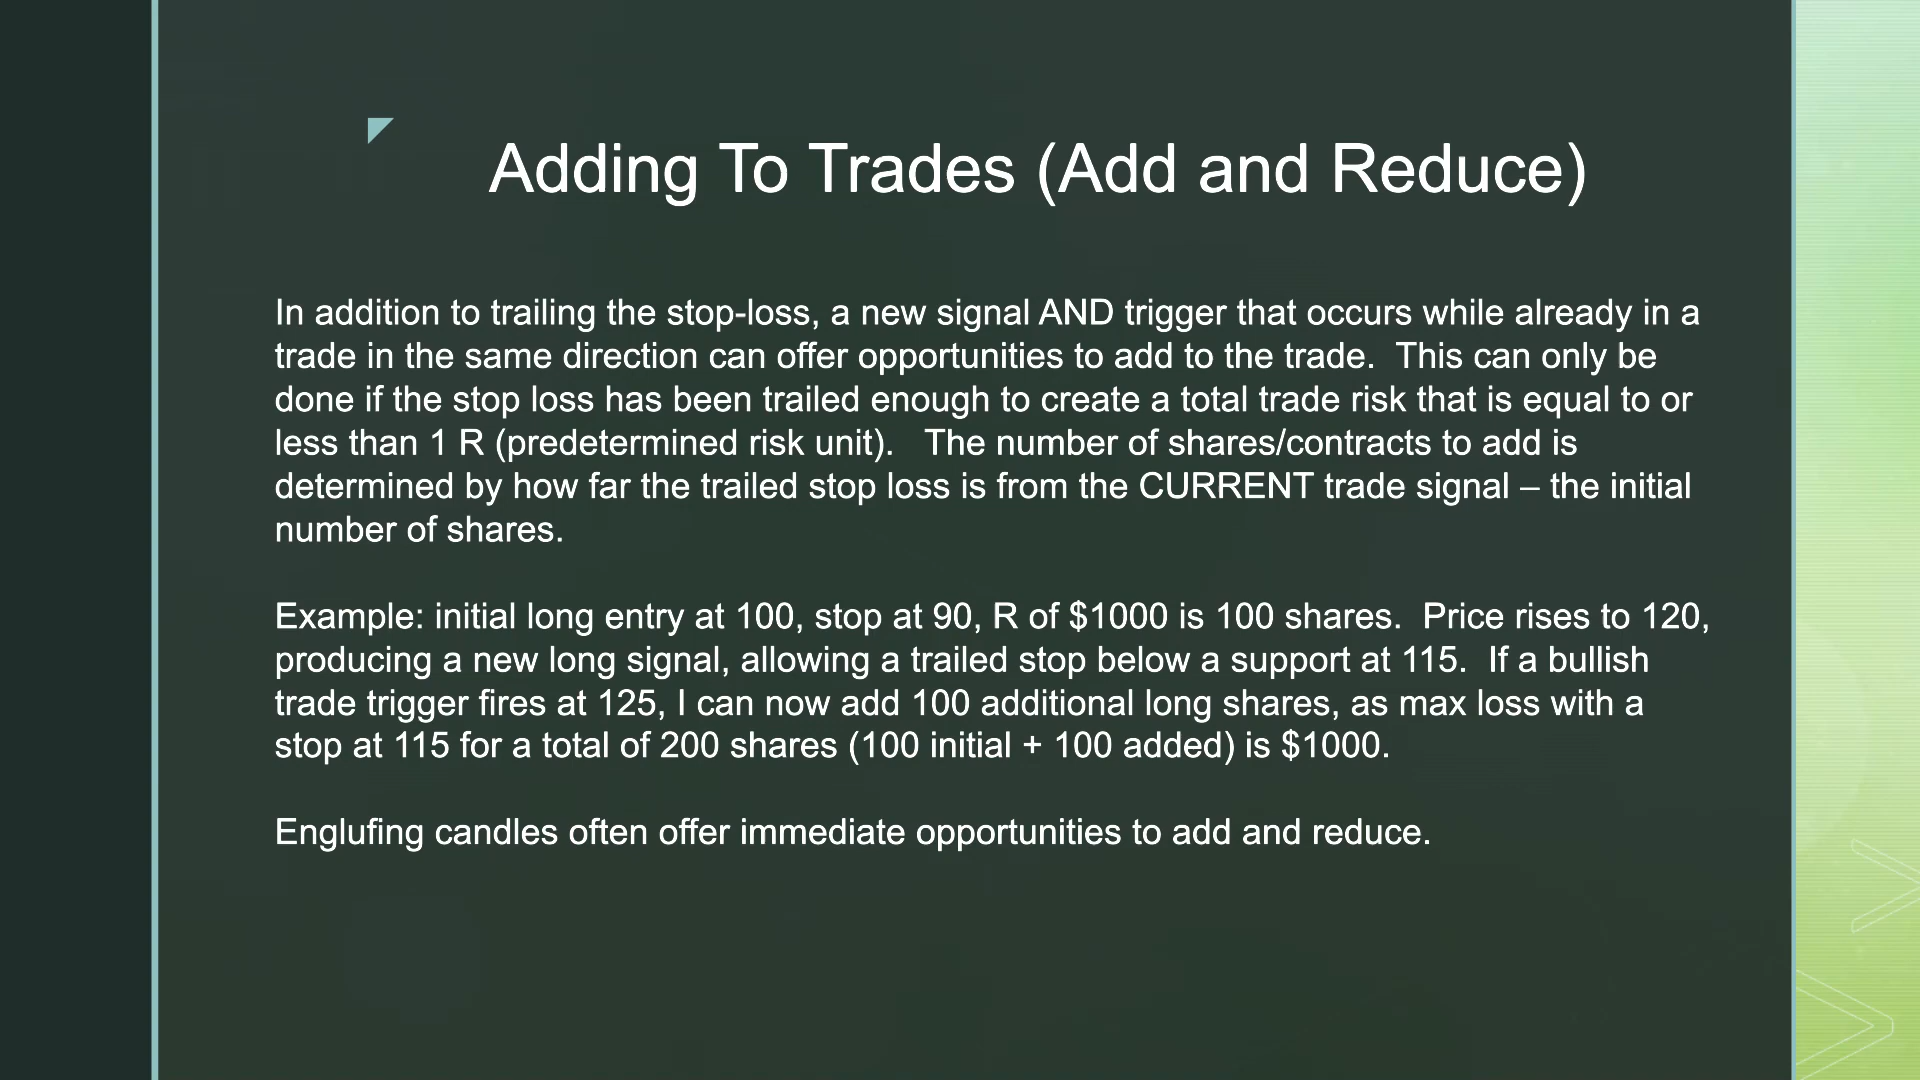 Adding To Trades (Add and Reduce)
In addition to trailing the stop-loss, a new signal AND trigger that occurs while already in a
trade in the same direction can offer opportunities to add to the trade.  This can only be
done if the stop loss has been trailed enough to create a total trade risk that is equal to or
less than 1 R (predetermined risk unit).   The number of shares/contracts to add is
determined by how far the trailed stop loss is from the CURRENT trade signal – the initial
number of shares.
Example: initial long entry at 100, stop at 90, R of $1000 is 100 shares.  Price rises to 120,
producing a new long signal, allowing a trailed stop below a support at 115.  If a bullish
trade trigger fires at 125, I can now add 100 additional long shares, as max loss with a
stop at 115 for a total of 200 shares (100 initial + 100 added) is $1000.
Englufing candles often offer immediate opportunities to add and reduce.